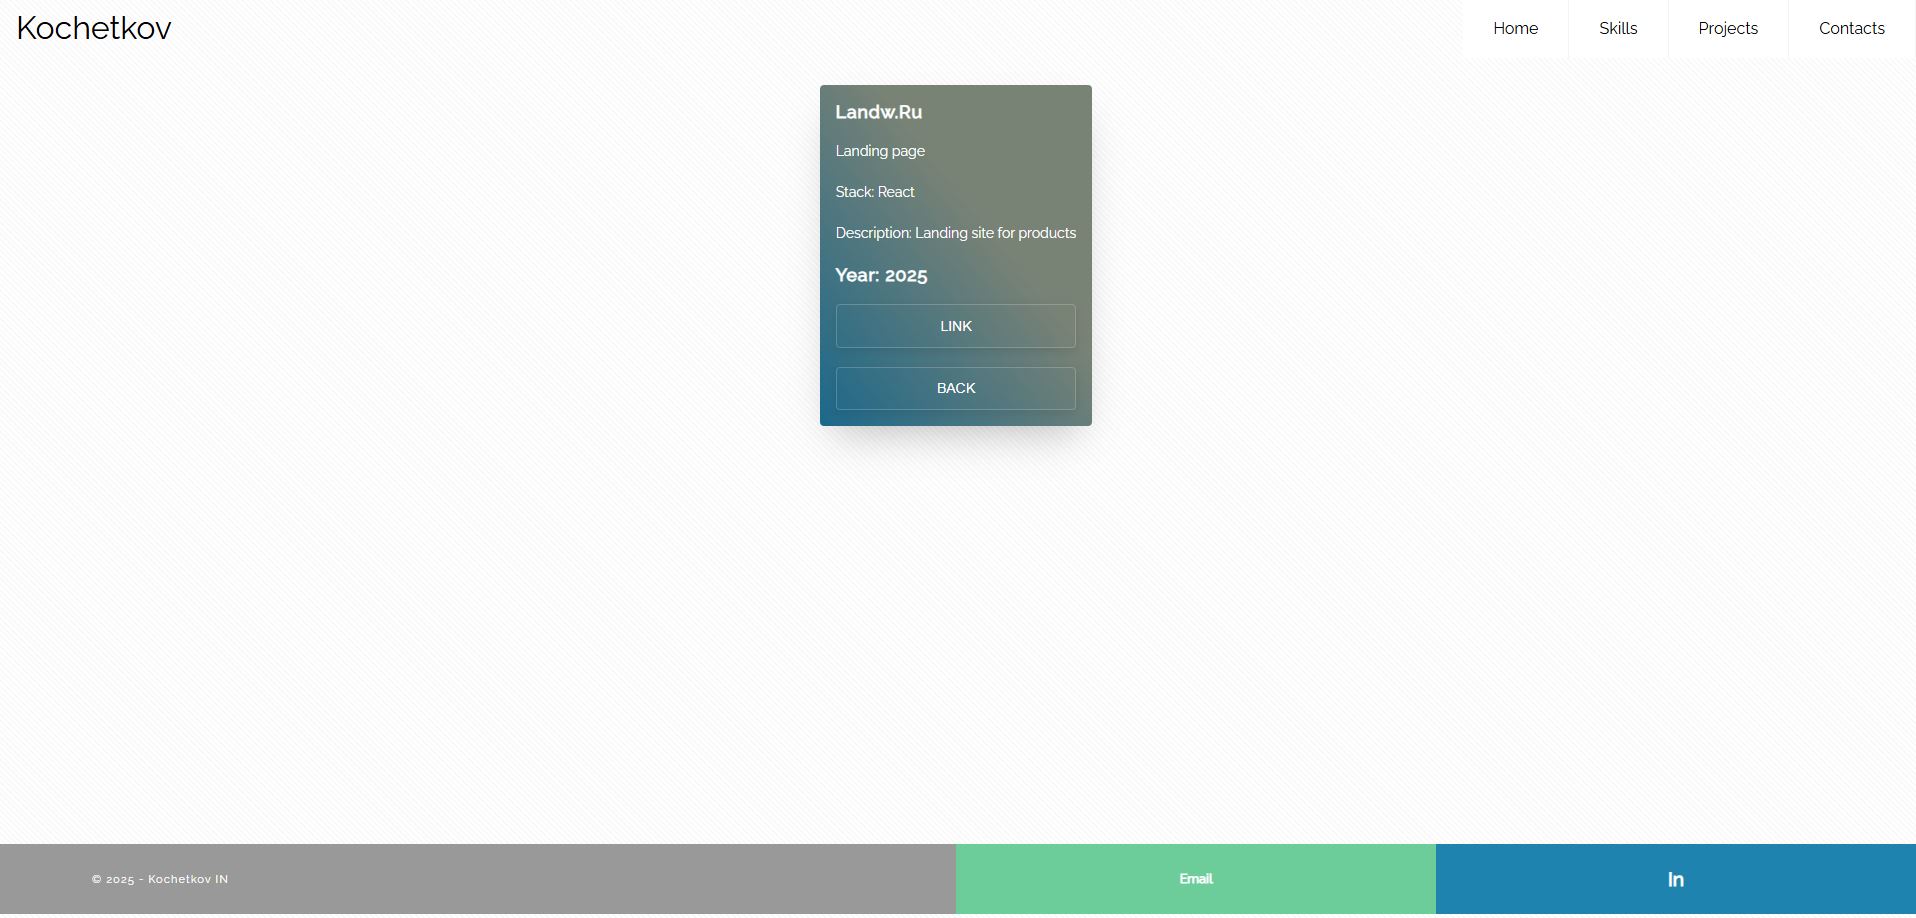 Kochetkov
Home Skills Projects Contacts
Landw.Ru
Landing page
Stack: React
Description: Landing site for products
Year: 2025
LINK
BACK
© 2025 - Kochetkov IN
Email
In